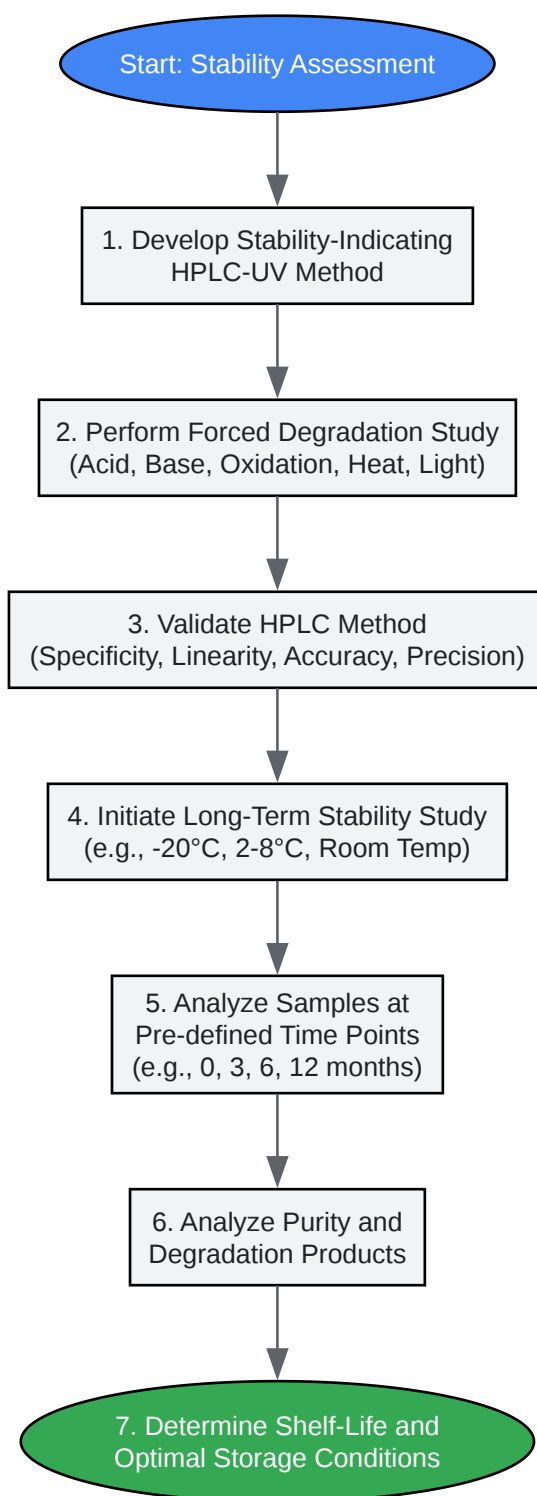 Start: Stability Assessment
1. Develop Stability-Indicating
HPLC-UV Method
2. Perform Forced Degradation Study
(Acid, Base, Oxidation, Heat, Light)
3. Validate HPLC Method
(Specificity, Linearity, Accuracy, Precision)
4. Initiate Long-Term Stability Study
(e.g., -20°C, 2-8°C, Room Temp)
5. Analyze Samples at
Pre-defined Time Points
(e.g., 0, 3, 6, 12 months)
6. Analyze Purity and
Degradation Products
7. Determine Shelf-Life and
Optimal Storage Conditions